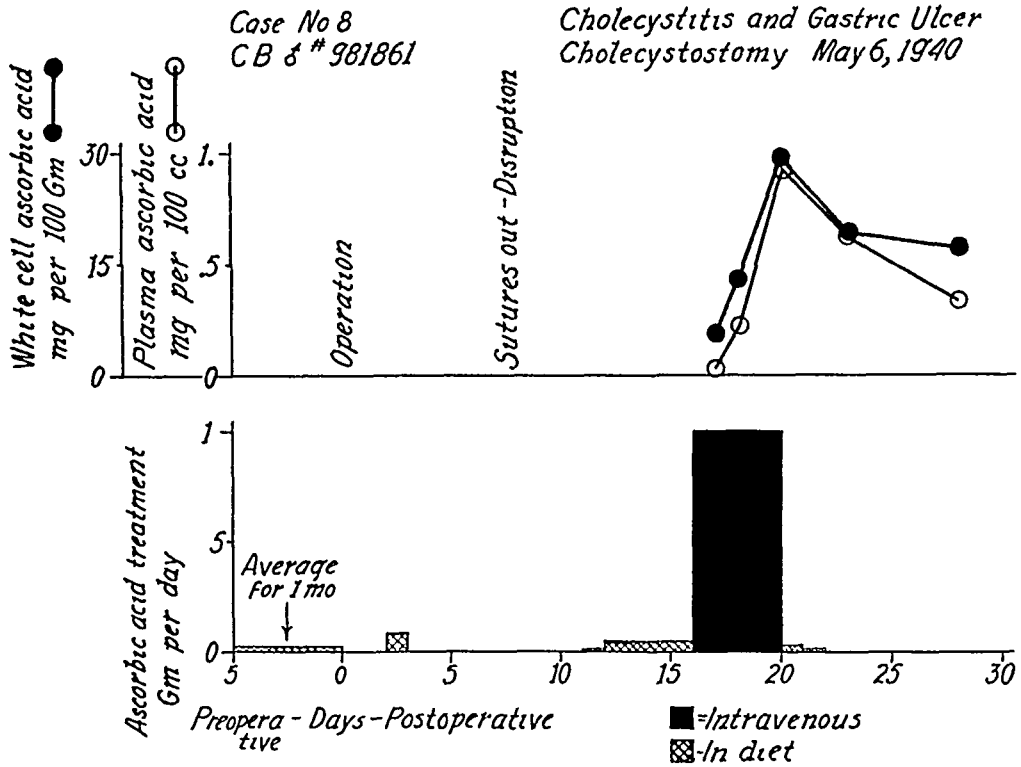 Case No 8
CB ♂ #981861
Cholecystitis and Gastric Ulcer
Cholecystostomy May 6, 1940
White cell ascorbic acid
mg per 100 Gm
30
15
0
Plasma ascorbic acid
mg per 100 cc
1.
.5
0
Operation
Sutures out - Disruption
Ascorbic acid treatment
Gm per day
1
5
0
Average
for 1 mo
5 0 5 10 15 20 25 30
Preopera - Days - Postoperative
tive
=Intravenous
-In diet